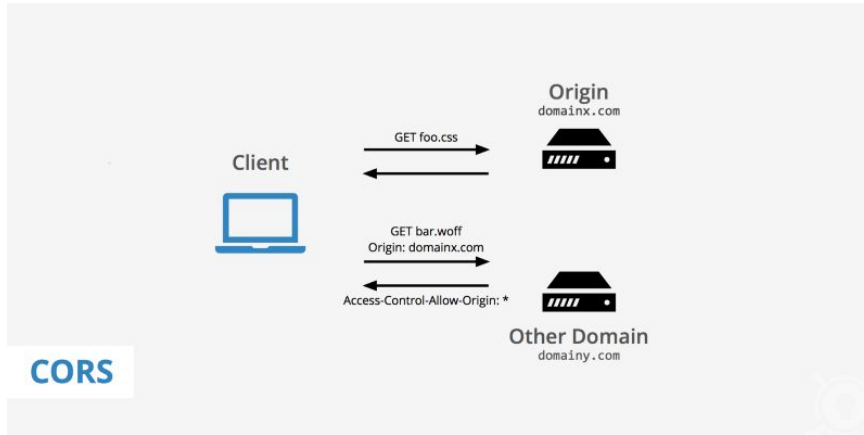 Origin
domainx.com
GET foo.css
Client
GET bar.woff
Origin: domainx.com
Access-Control-Allow-Origin: *
Other Domain
domainy.com
CORS